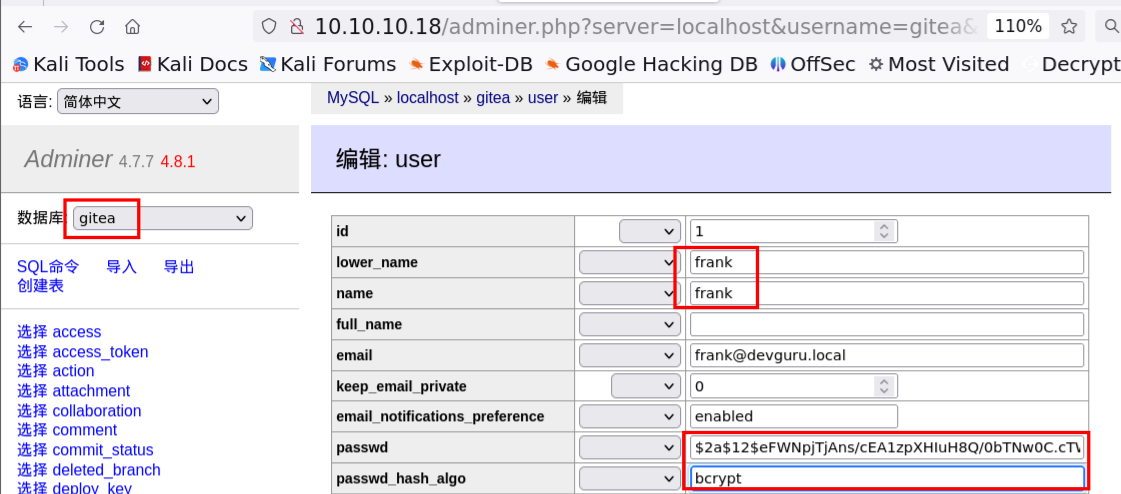 10.10.10.18/adminer.php?server=localhost&username=gitea&
110%
Kali Tools Kali Docs Kali Forums Exploit-DB Google Hacking DB OffSec Most Visited Decrypt
语言: 简体中文
MySQL » localhost » gitea » user » 编辑
Adminer 4.7.7 4.8.1
编辑: user
数据库: gitea
SQL命令 导入 导出
创建表
选择 access
选择 access_token
选择 action
选择 attachment
选择 collaboration
选择 comment
选择 commit_status
选择 deleted_branch
选择 deploy_key
id 1
lower_name frank
name frank
full_name
email frank@devguru.local
keep_email_private 0
email_notifications_preference enabled
passwd $2a$12$eFWNpjTjAns/cEA1zpXHIuH8Q/0bTNw0C.cTV
passwd_hash_algo bcrypt